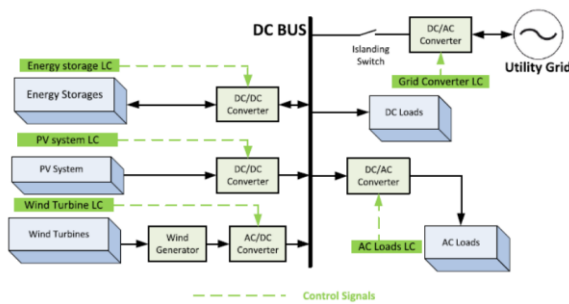 DC BUS
Islanding
Switch
DC/AC
Converter
Utility Grid
Grid Converter LC
Energy storage LC
Energy Storages
DC/DC
Converter
DC Loads
PV system LC
PV System
DC/DC
Converter
DC/AC
Converter
Wind Turbine LC
Wind Turbines
Wind
Generator
AC/DC
Converter
AC Loads LC
AC Loads
Control Signals